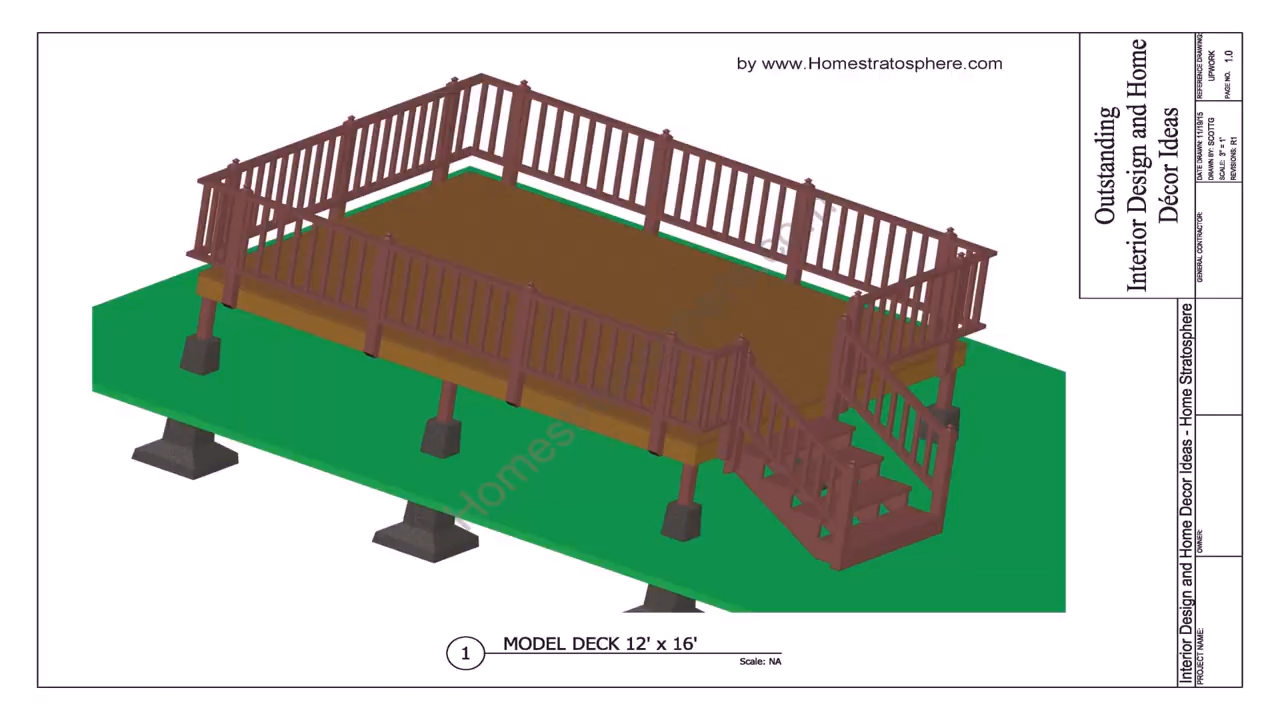 by www.Homestratosphere.com
Outstanding
Interior Design and Home
Décor Ideas
REFERENCE DRAWING:
UPWORK
PAGE NO. 1.0
DATE DRAWN: 11/19/15
DRAWN BY: SCOTTG
SCALE: 3" = 1'
REVISIONS: R1
GENERAL CONTRACTOR:
Interior Design and Home Decor Ideas - Home Stratosphere
OWNER:
PROJECT NAME:
1
MODEL DECK 12' x 16'
Scale: NA